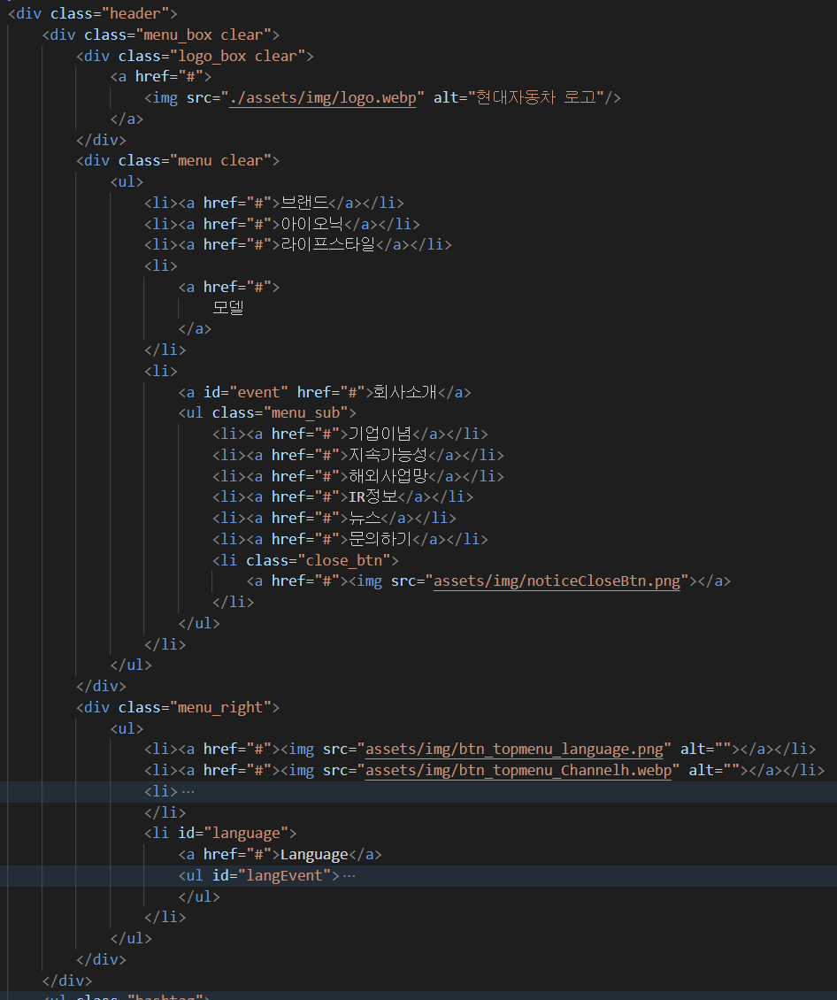 <div class="header">
<div class="menu_box clear">
<div class="logo_box clear">
<a href="#">
<img src="./assets/img/logo.webp" alt="현대자동차 로고"/>
</a>
</div>
<div class="menu clear">
<ul>
<li><a href="#">브랜드</a></li>
<li><a href="#">아이오닉</a></li>
<li><a href="#">라이프스타일</a></li>
<li>
<a href="#">
모델
</a>
</li>
<li>
<a id="event" href="#">회사소개</a>
<ul class="menu_sub">
<li><a href="#">기업이념</a></li>
<li><a href="#">지속가능성</a></li>
<li><a href="#">해외사업망</a></li>
<li><a href="#">IR정보</a></li>
<li><a href="#">뉴스</a></li>
<li><a href="#">문의하기</a></li>
<li class="close_btn">
<a href="#"><img src="assets/img/noticeCloseBtn.png"></a>
</li>
</ul>
</li>
</ul>
</div>
<div class="menu_right">
<ul>
<li><a href="#"><img src="assets/img/btn_topmenu_language.png" alt=""></a></li>
<li><a href="#"><img src="assets/img/btn_topmenu_Channelh.webp" alt=""></a></li>
<li>···
</li>
<li id="language">
<a href="#">Language</a>
<ul id="langEvent">···
</ul>
</li>
</ul>
</div>
</div>
<ul class="hashtag">